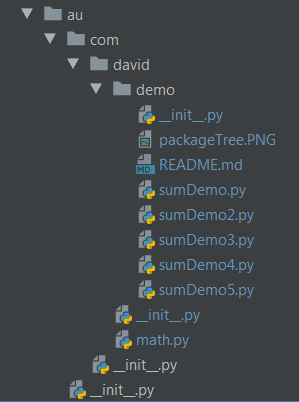 au
com
david
demo
__init__.py
packageTree.PNG
MD README.md
sumDemo.py
sumDemo2.py
sumDemo3.py
sumDemo4.py
sumDemo5.py
__init__.py
math.py
__init__.py
__init__.py